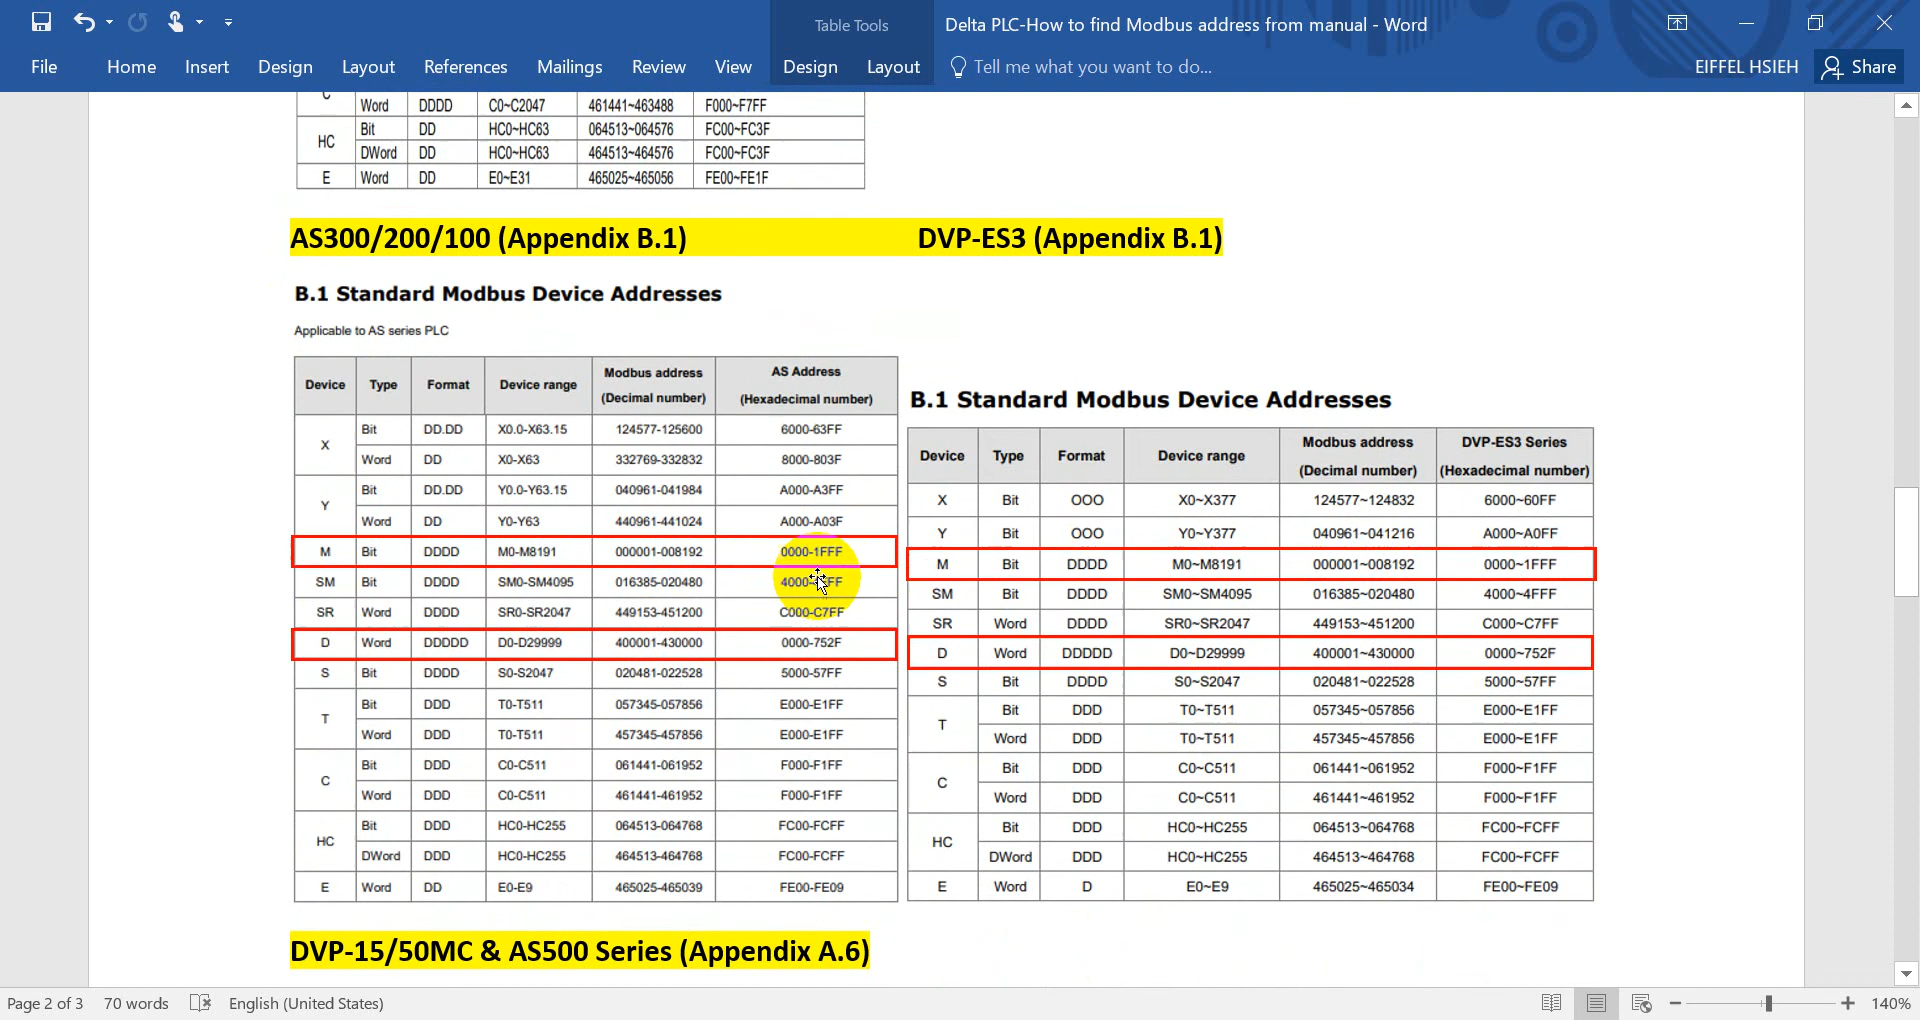 Table Tools
Delta PLC-How to find Modbus address from manual - Word
File Home Insert Design Layout References Mailings Review View Design Layout Tell me what you want to do... EIFFEL HSIEH Share
C Word DDDD C0~C2047 461441~463488 F000~F7FF
HC Bit DD HC0~HC63 064513~064576 FC00~FC3F
DWord DD HC0~HC63 464513~464576 FC00~FC3F
E Word DD E0~E31 465025~465056 FE00~FE1F
AS300/200/100 (Appendix B.1) DVP-ES3 (Appendix B.1)
B.1 Standard Modbus Device Addresses
Applicable to AS series PLC
Device Type Format Device range Modbus address (Decimal number) AS Address (Hexadecimal number)
X Bit DD.DD X0.0-X63.15 124577-125600 6000-63FF
Word DD X0-X63 332769-332832 8000-803F
Y Bit DD.DD Y0.0-Y63.15 040961-041984 A000-A3FF
Word DD Y0-Y63 440961-441024 A000-A03F
M Bit DDDD M0-M8191 000001-008192 0000-1FFF
SM Bit DDDD SM0-SM4095 016385-020480 4000-
SR Word DDDD SR0-SR2047 449153-451200 C000-C7FF
D Word DDDDD D0-D29999 400001-430000 0000-752F
S Bit DDDD S0-S2047 020481-022528 5000-57FF
T Bit DDD T0-T511 057345-057856 E000-E1FF
Word DDD T0-T511 457345-457856 E000-E1FF
C Bit DDD C0-C511 061441-061952 F000-F1FF
Word DDD C0-C511 461441-461952 F000-F1FF
HC Bit DDD HC0-HC255 064513-064768 FC00-FCFF
DWord DDD HC0-HC255 464513-464768 FC00-FCFF
E Word DD E0-E9 465025-465039 FE00-FE09
B.1 Standard Modbus Device Addresses
Device Type Format Device range Modbus address (Decimal number) DVP-ES3 Series (Hexadecimal number)
X Bit OOO X0~X377 124577~124832 6000~60FF
Y Bit OOO Y0~Y377 040961~041216 A000~A0FF
M Bit DDDD M0~M8191 000001~008192 0000~1FFF
SM Bit DDDD SM0~SM4095 016385~020480 4000~4FFF
SR Word DDDD SR0~SR2047 449153~451200 C000~C7FF
D Word DDDDD D0~D29999 400001~430000 0000~752F
S Bit DDDD S0~S2047 020481~022528 5000~57FF
T Bit DDD T0~T511 057345~057856 E000~E1FF
Word DDD T0~T511 457345~457856 E000~E1FF
C Bit DDD C0~C511 061441~061952 F000~F1FF
Word DDD C0~C511 461441~461952 F000~F1FF
HC Bit DDD HC0~HC255 064513~064768 FC00~FCFF
DWord DDD HC0~HC255 464513~464768 FC00~FCFF
E Word D E0~E9 465025~465034 FE00~FE09
DVP-15/50MC & AS500 Series (Appendix A.6)
Page 2 of 3 70 words English (United States) 140%